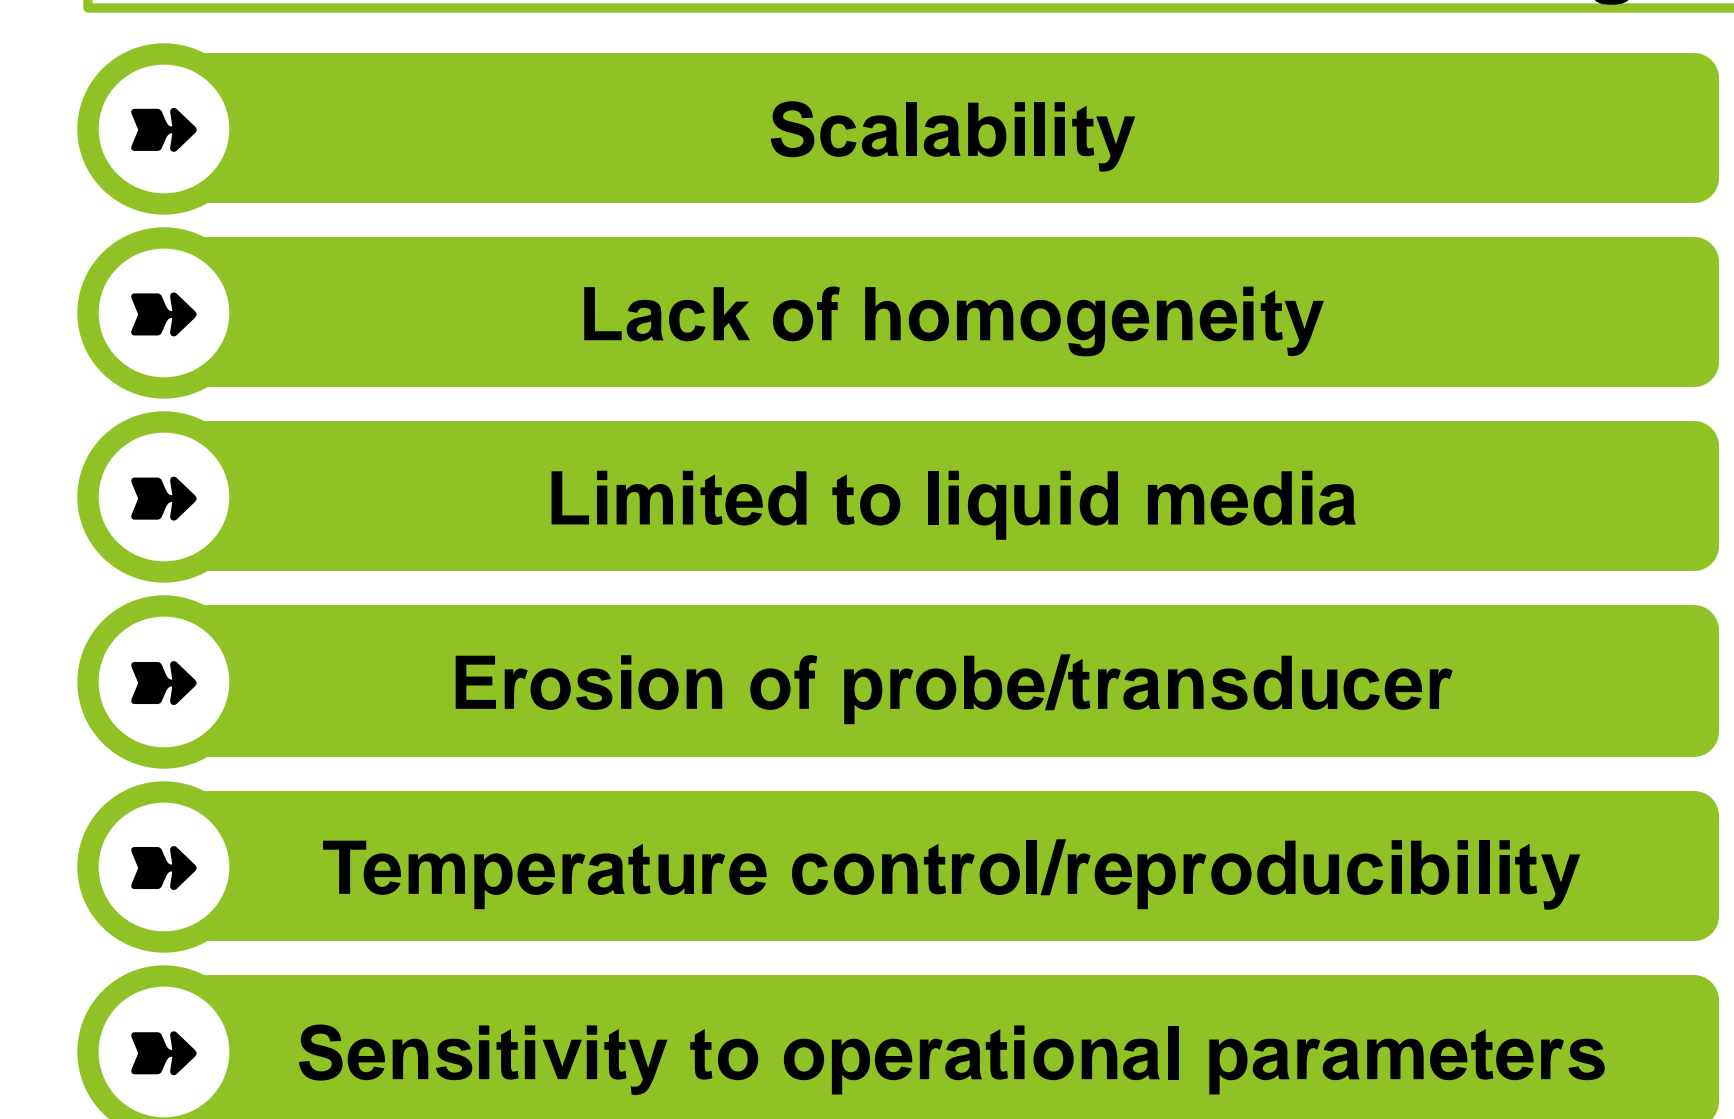 Scalability
Lack of homogeneity
Limited to liquid media
Erosion of probe/transducer
Temperature control/reproducibility
Sensitivity to operational parameters